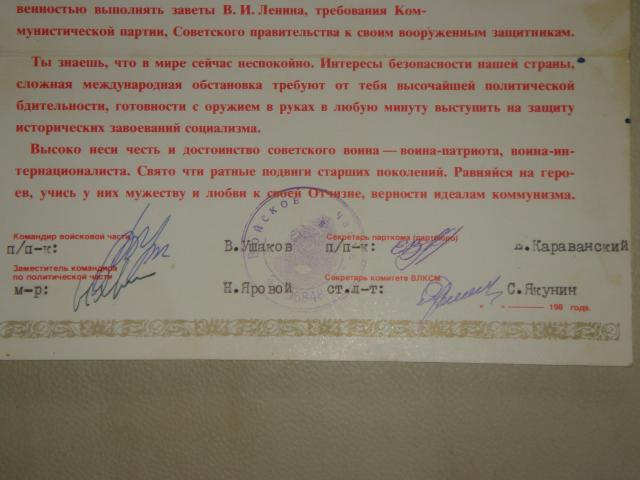 венностью выполнять заветы В. И. Ленина, требования Ком-
мунистической партии, Советского правительства к своим вооруженным защитникам.
Ты знаешь, что в мире сейчас неспокойно. Интересы безопасности нашей страны,
сложная международная обстановка требуют от тебя высочайшей политической
бдительности, готовности с оружием в руках в любую минуту выступить на защиту
исторических завоеваний социализма.
Высоко неси честь и достоинство советского воина — воина-патриота, воина-ин-
тернационалиста. Свято чти ратные подвиги старших поколений. Равняйся на геро-
ев, учись у них мужеству и любви к своей Отчизне, верности идеалам коммунизма.
Командир войсковой части Секретарь парткома (партбюро)
п/п-к: В.Ушаков п/п-к: В.Караванский
Заместитель командира
по политической части Секретарь комитета ВЛКСМ
м-р: Н.Яровой ст.л-т: С.Якунин
" " 198 года.